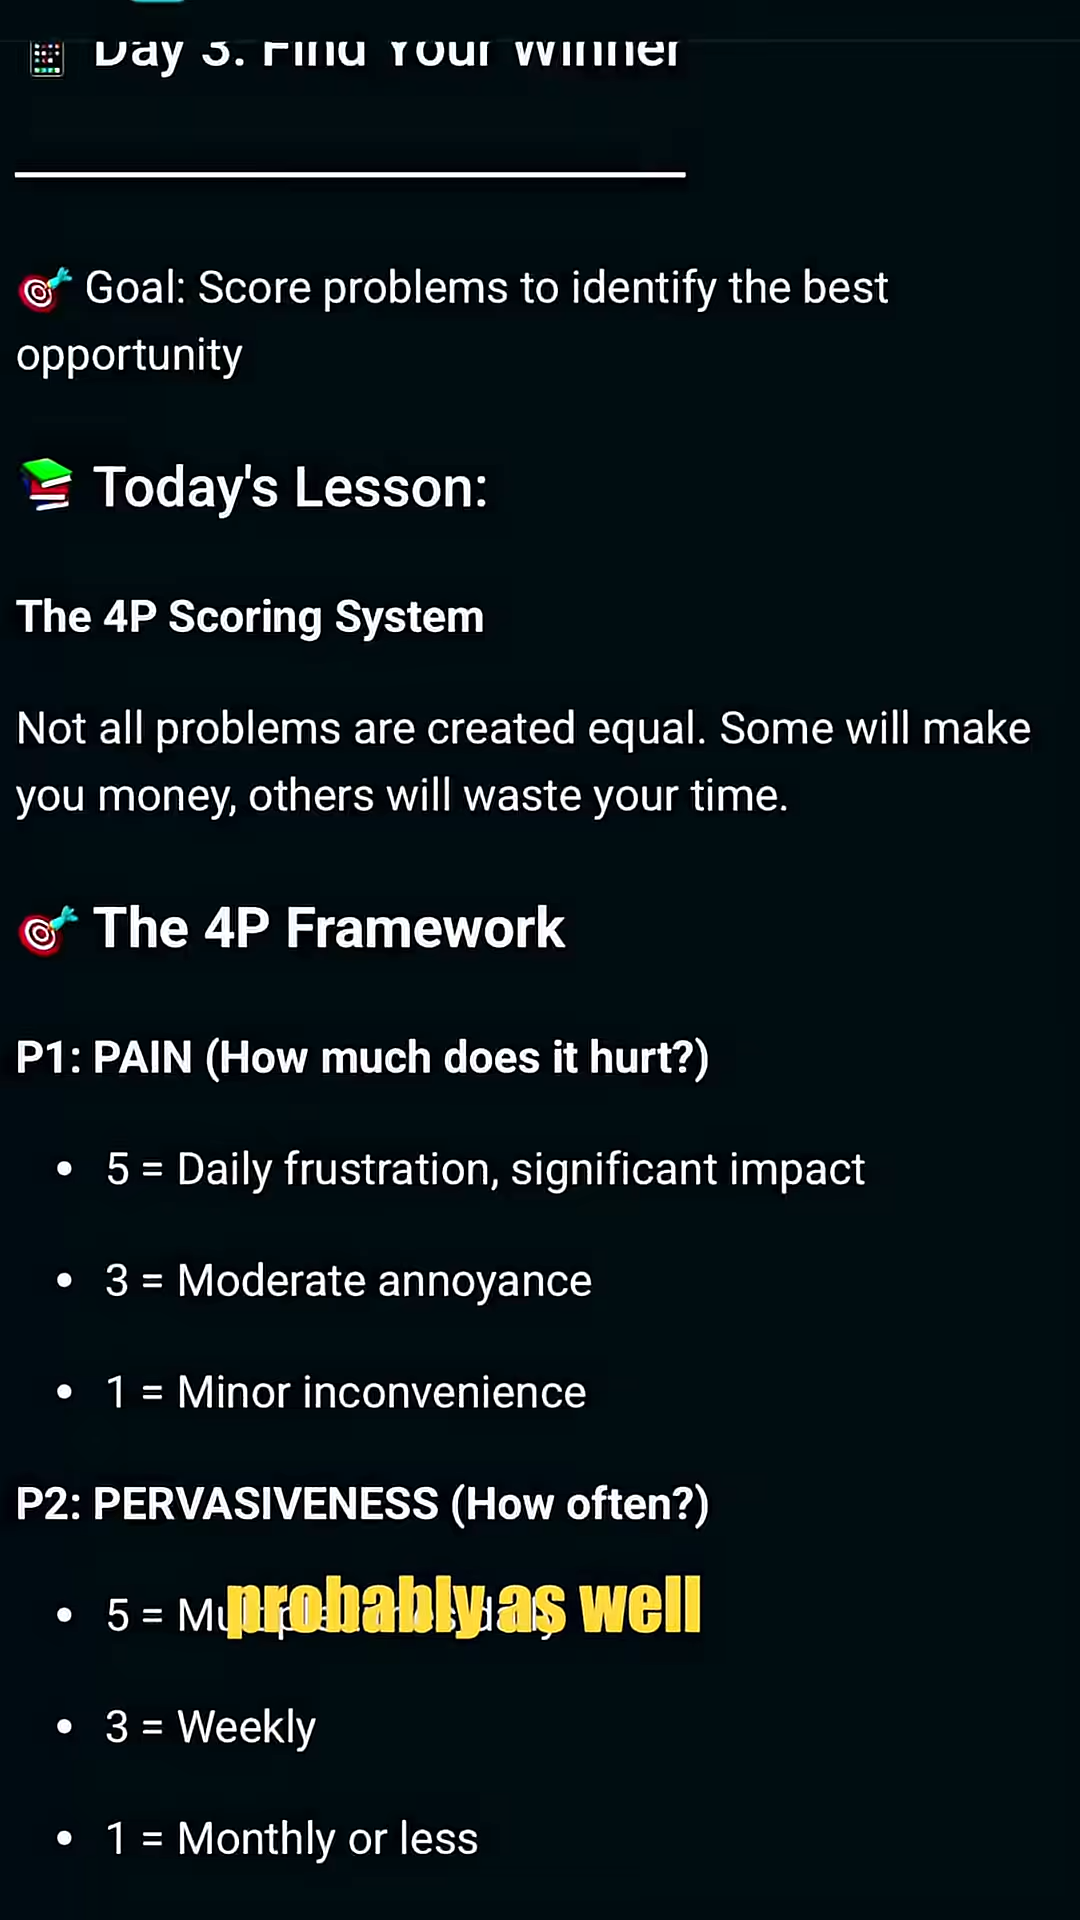 Day 3: Find Your Winner
Goal: Score problems to identify the best
opportunity
Today's Lesson:
The 4P Scoring System
Not all problems are created equal. Some will make
you money, others will waste your time.
The 4P Framework
P1: PAIN (How much does it hurt?)
• 5 = Daily frustration, significant impact
• 3 = Moderate annoyance
• 1 = Minor inconvenience
P2: PERVASIVENESS (How often?)
• 5 =
probably as well
• 3 = Weekly
• 1 = Monthly or less